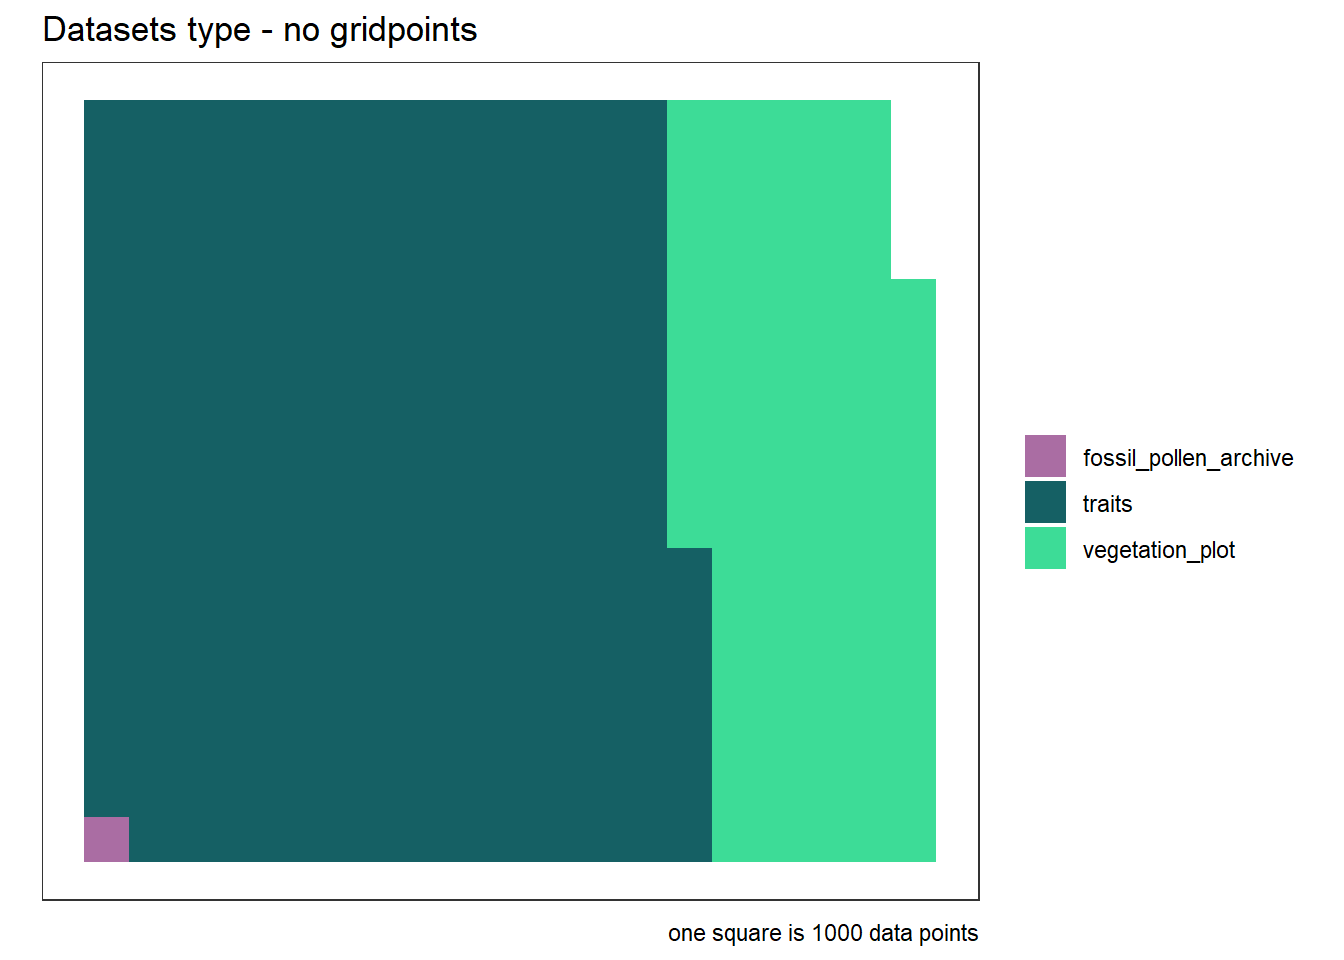 Datasets type - no gridpoints
fossil_pollen_archive
traits
vegetation_plot
one square is 1000 data points